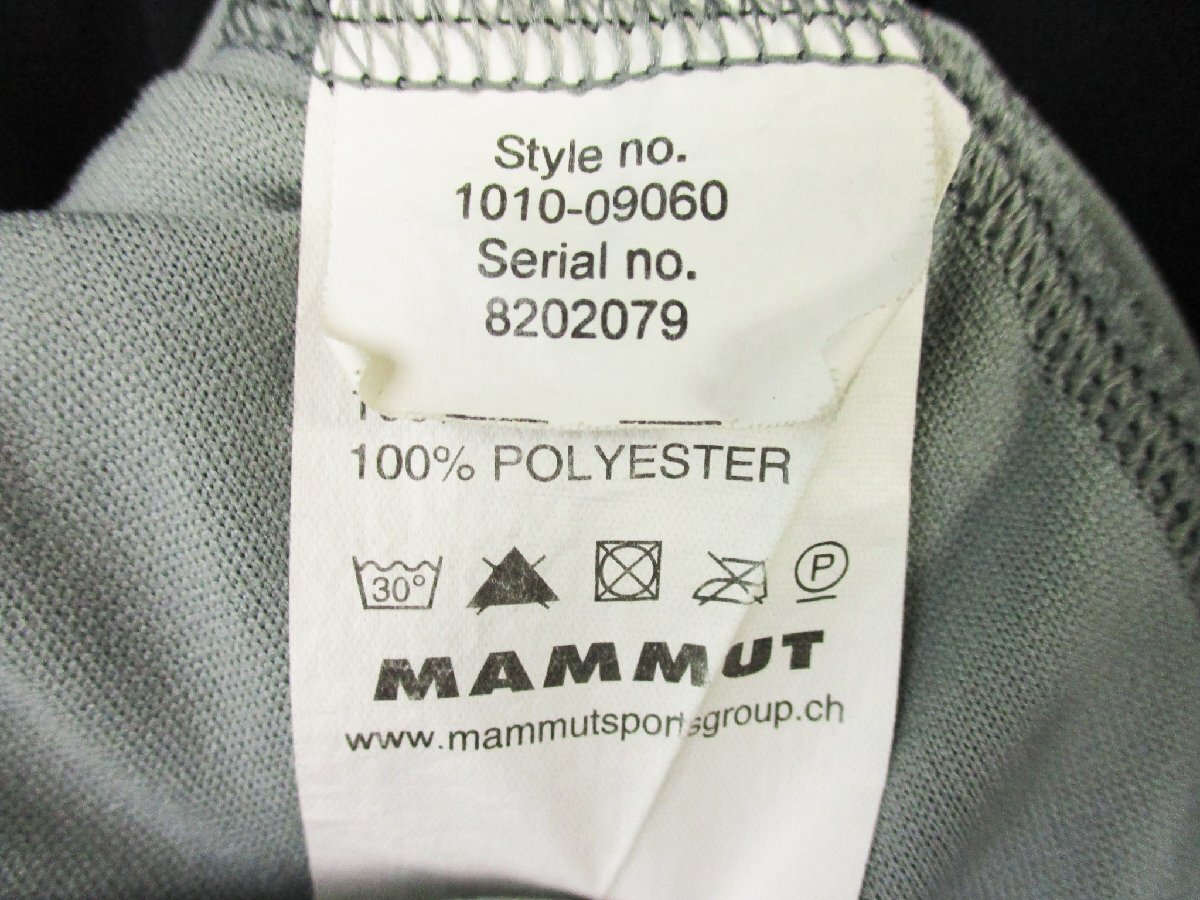 Style no.
1010-09060
Serial no.
8202079
100% POLYESTER
30°
P
MAMMUT
www.mammutsportsgroup.ch